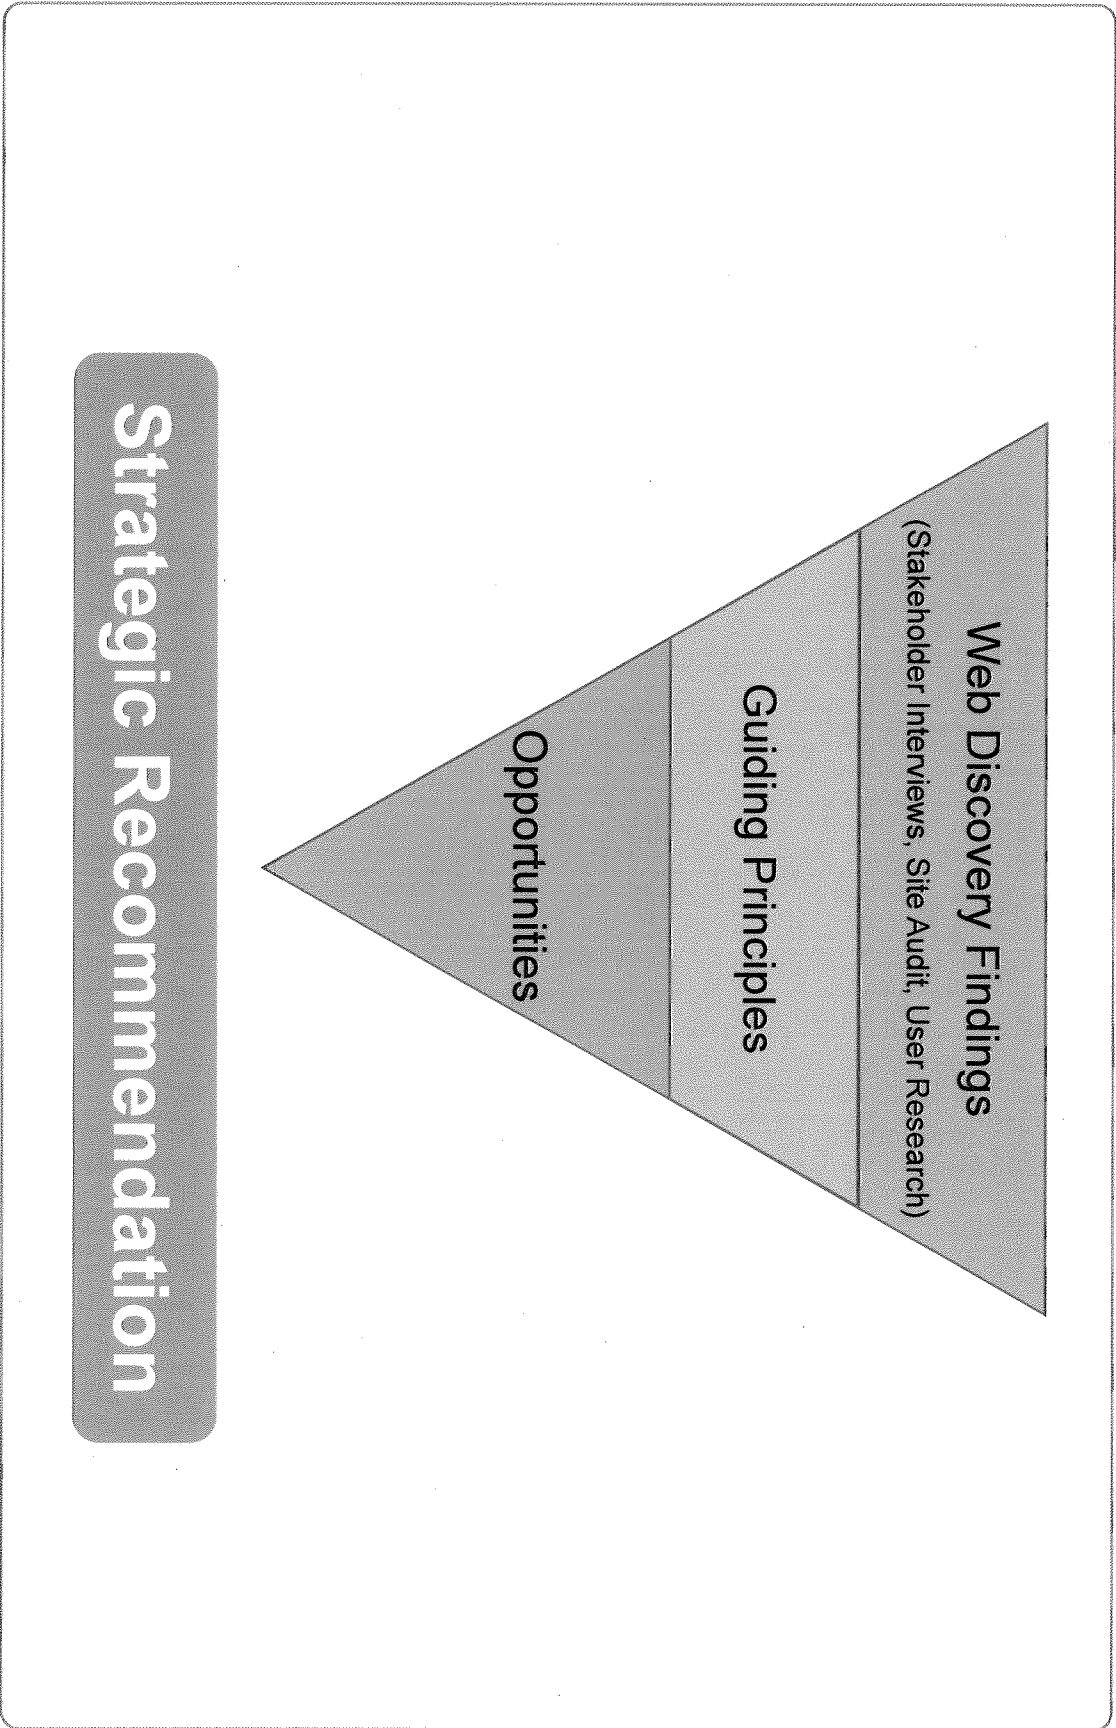 Web Discovery Findings
(Stakeholder Interviews, Site Audit, User Research)
Guiding Principles
Opportunities
Strategic Recommendation